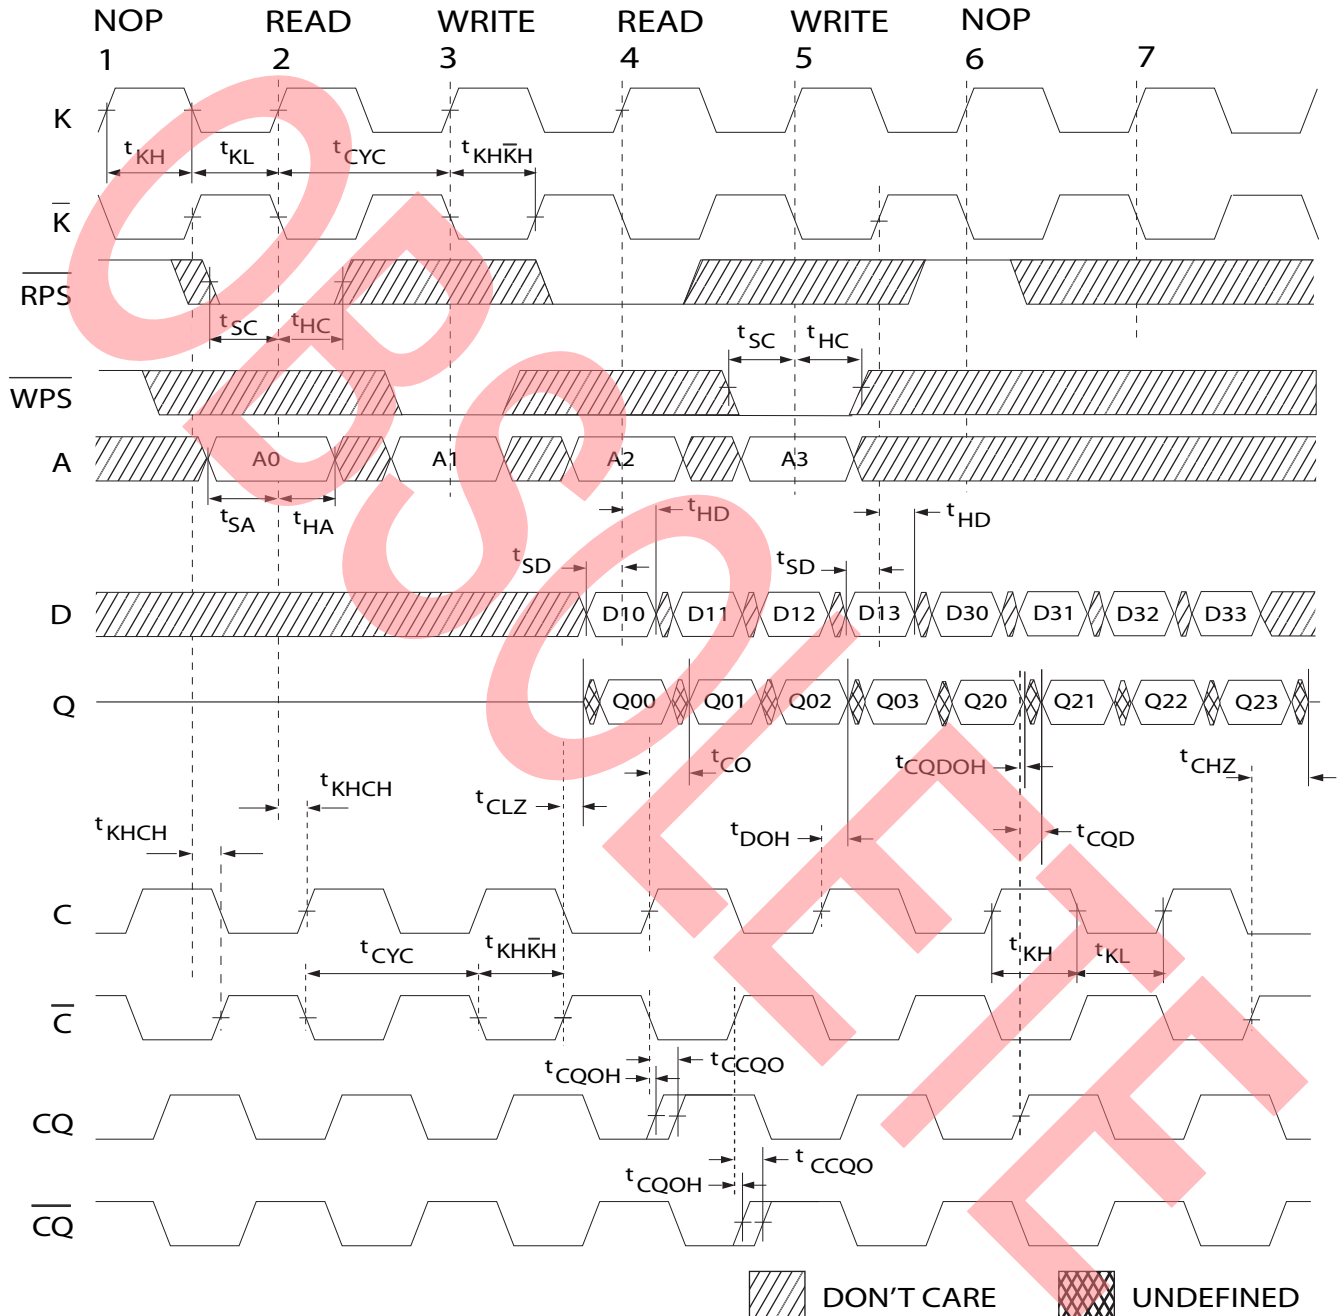 NOP READ WRITE READ WRITE NOP
1 2 3 4 5 6 7
K
tKH tKL tCYC tKHK̅H
K̅
R̅P̅S̅
tSC tHC
tSC tHC
W̅P̅S̅
A A0 A1 A2 A3
tSA tHA
tHD tHD
tSD tSD
D D10 D11 D12 D13 D30 D31 D32 D33
Q Q00 Q01 Q02 Q03 Q20 Q21 Q22 Q23
tCO tCQDOH tCHZ
tKHCH tCLZ
tKHCH tDOH tCQD
C
tCYC tKHK̅H tKH tKL
C̅
tCQOH tCCQO
CQ
tCQOH tCCQO
C̅Q̅
DON'T CARE UNDEFINED
OBSOLETE